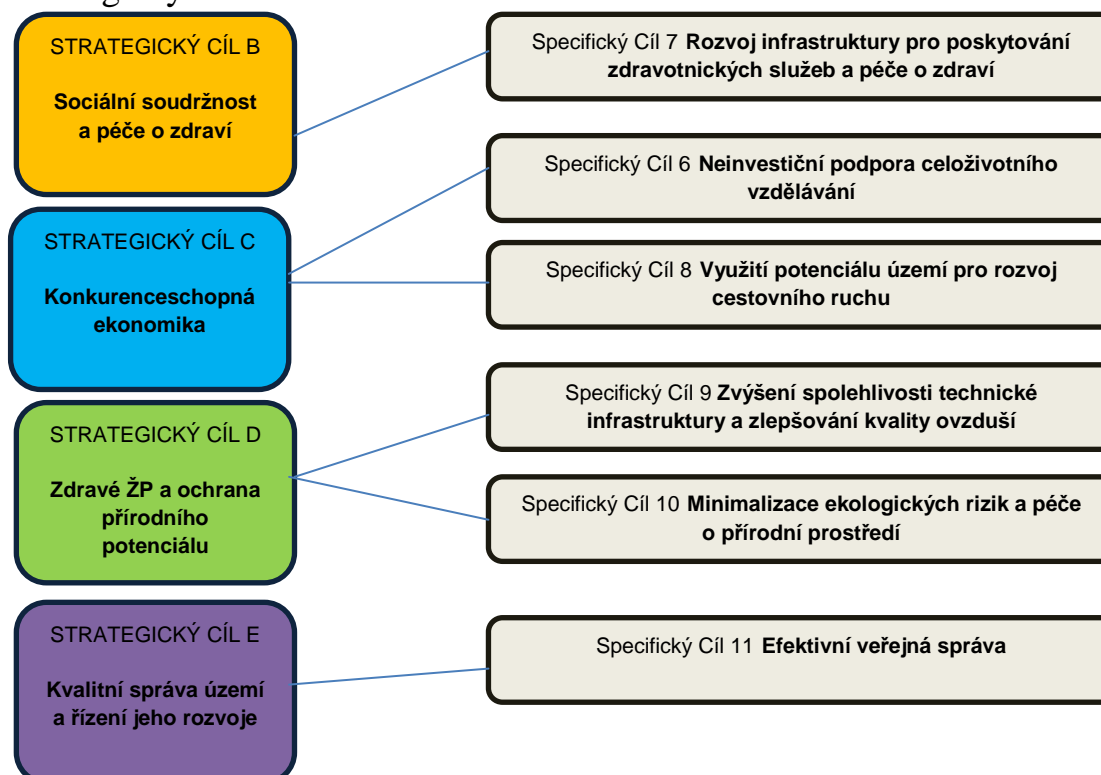 STRATEGICKÝ CÍL B
Sociální soudržnost
a péče o zdraví
Specifický Cíl 7 Rozvoj infrastruktury pro poskytování
zdravotnických služeb a péče o zdraví
STRATEGICKÝ CÍL C
Konkurenceschopná
ekonomika
Specifický Cíl 6 Neinvestiční podpora celoživotního
vzdělávání
Specifický Cíl 8 Využití potenciálu území pro rozvoj
cestovního ruchu
STRATEGICKÝ CÍL D
Zdravé ŽP a ochrana
přírodního
potenciálu
Specifický Cíl 9 Zvýšení spolehlivosti technické
infrastruktury a zlepšování kvality ovzduší
Specifický Cíl 10 Minimalizace ekologických rizik a péče
o přírodní prostředí
STRATEGICKÝ CÍL E
Kvalitní správa území
a řízení jeho rozvoje
Specifický Cíl 11 Efektivní veřejná správa